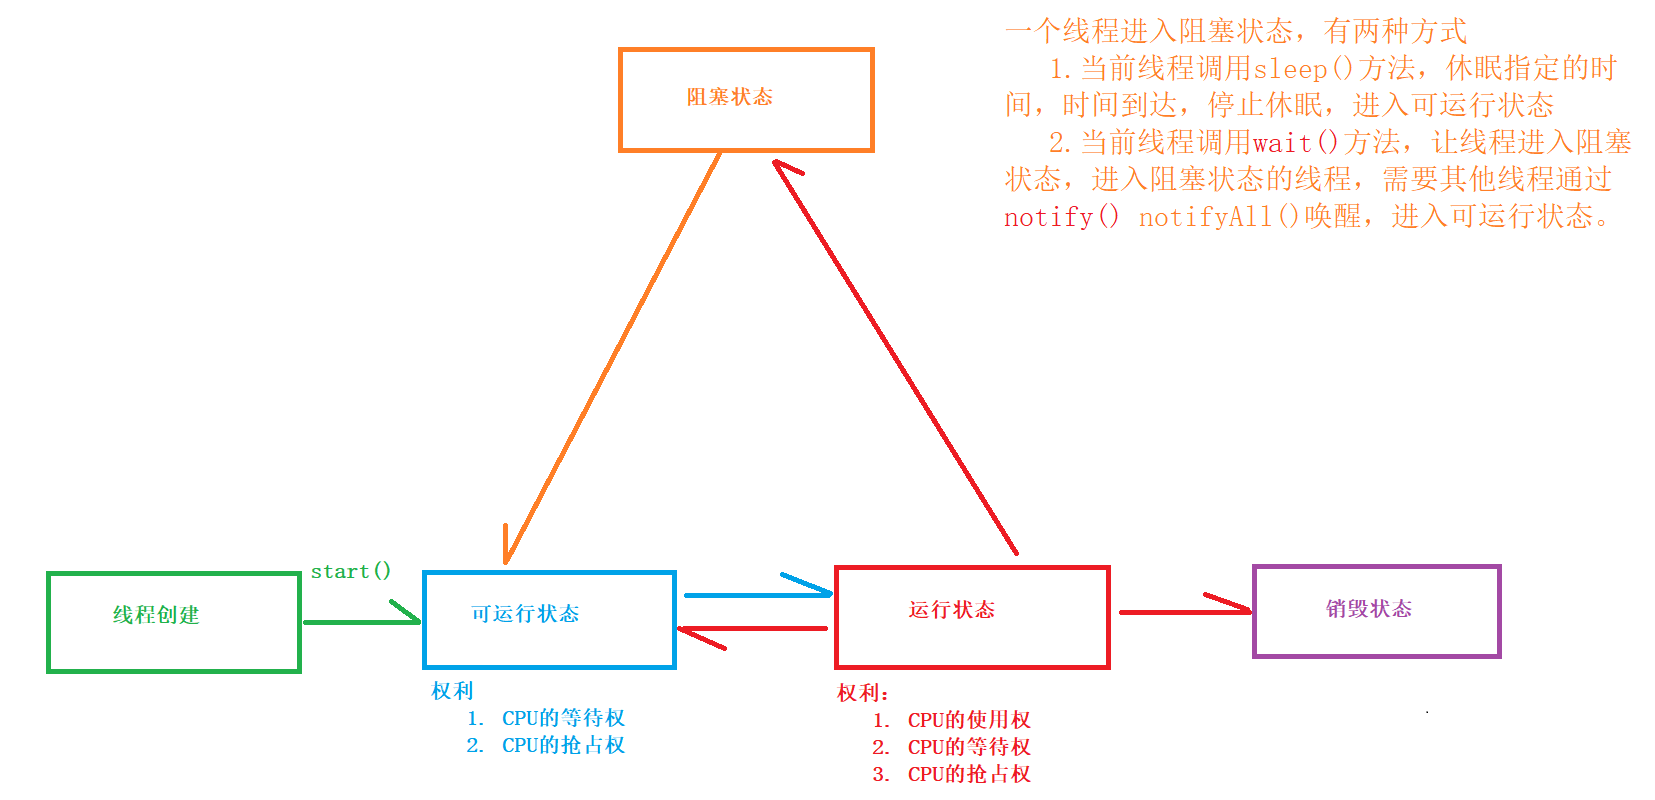 一个线程进入阻塞状态，有两种方式
1.当前线程调用sleep()方法，休眠指定的时
间，时间到达，停止休眠，进入可运行状态
2.当前线程调用wait()方法，让线程进入阻塞
状态，进入阻塞状态的线程，需要其他线程通过
notify() notifyAll()唤醒，进入可运行状态。
阻塞状态
start()
线程创建
可运行状态
运行状态
销毁状态
权利
1. CPU的等待权
2. CPU的抢占权
权利：
1. CPU的使用权
2. CPU的等待权
3. CPU的抢占权